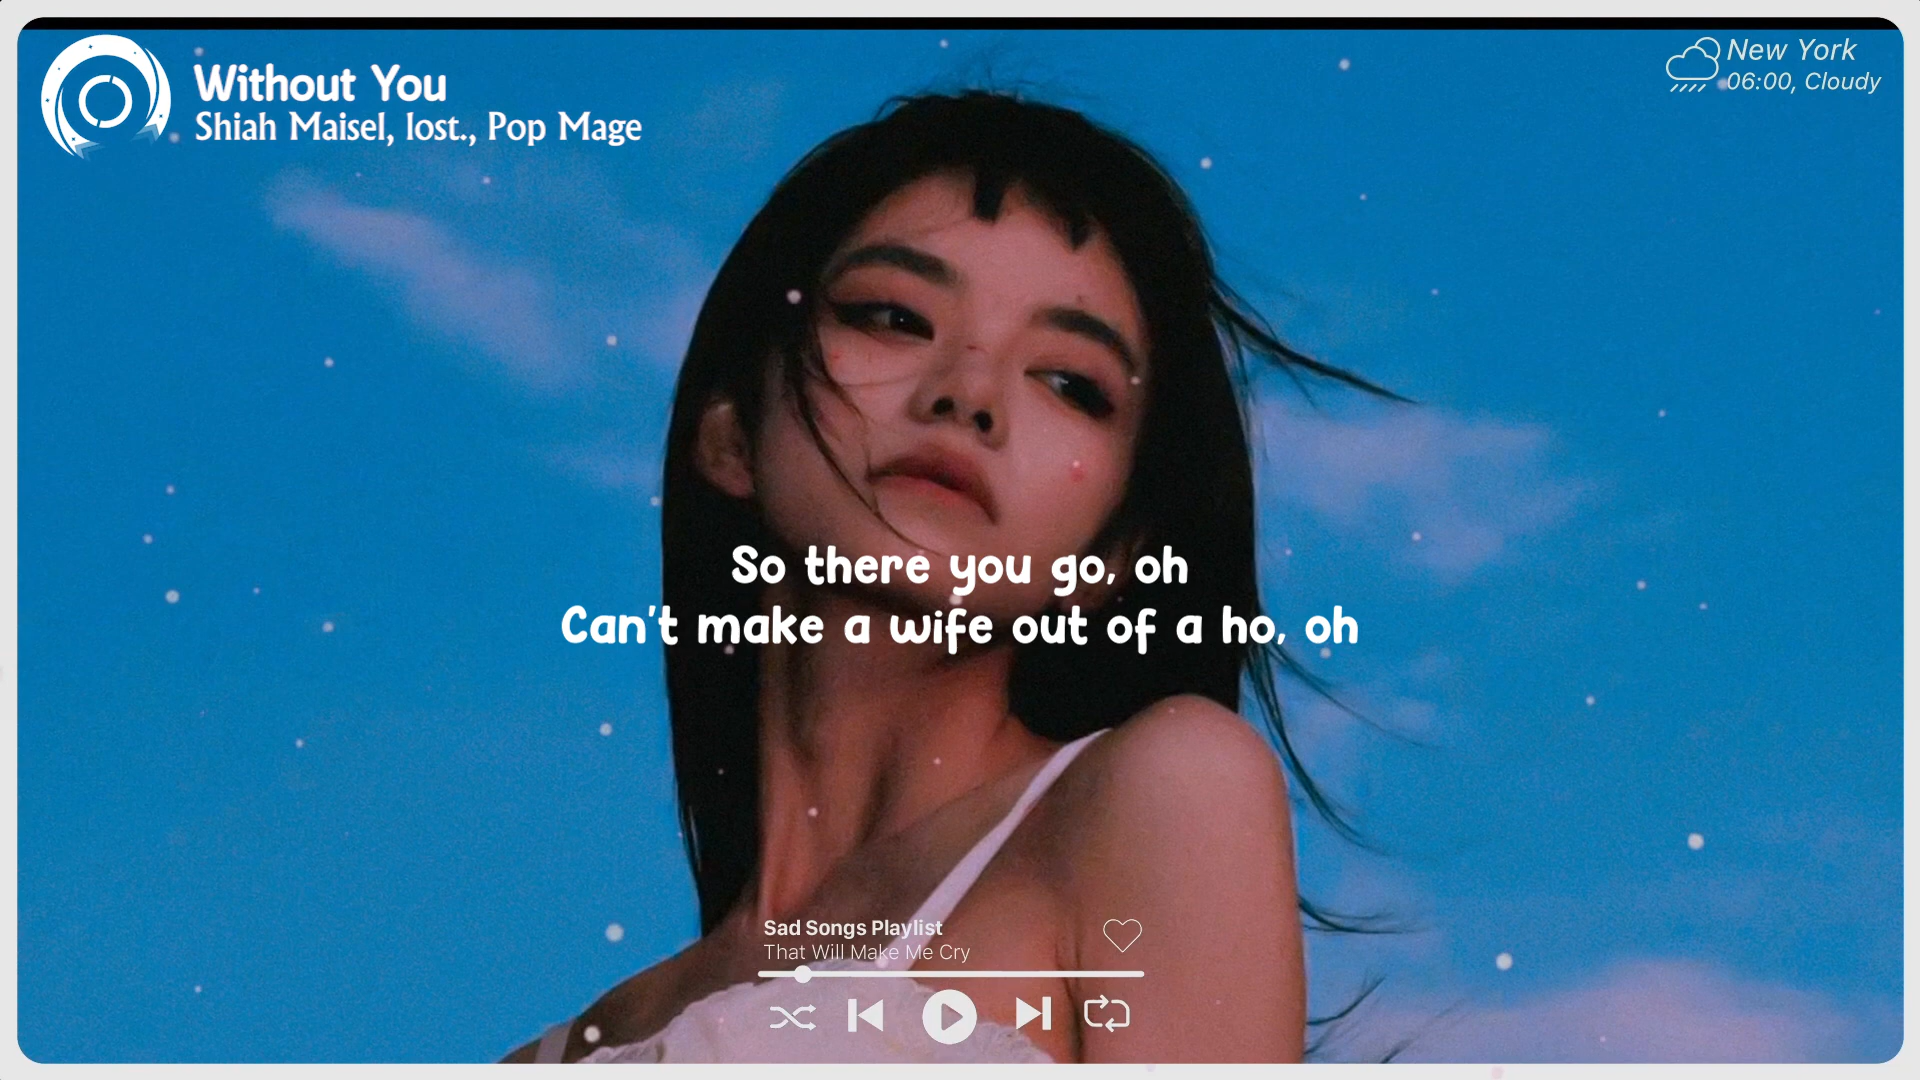 Without You
Shiah Maisel, lost., Pop Mage
New York
06:00, Cloudy
So there you go, oh
Can't make a wife out of a ho, oh
Sad Songs Playlist
That Will Make Me Cry